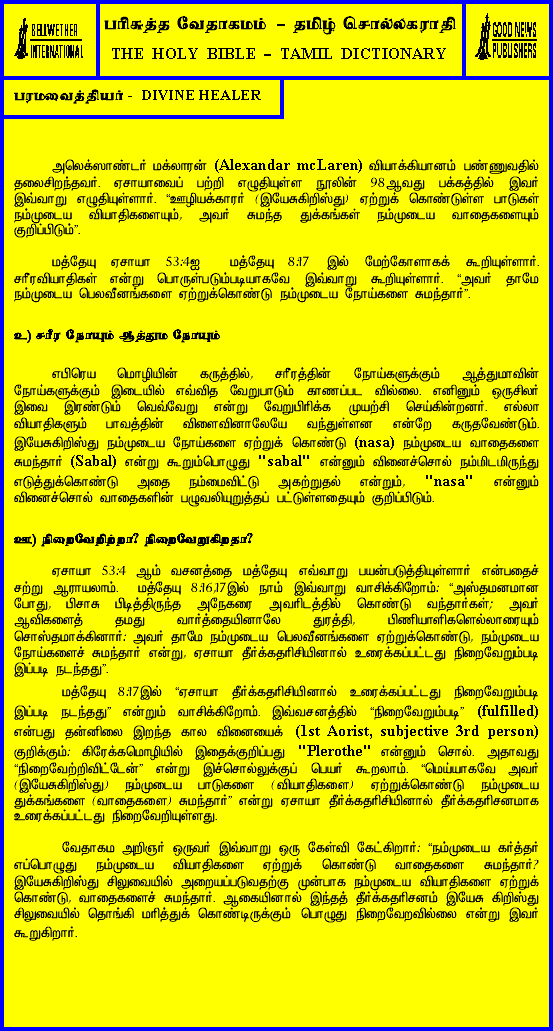 BELLWETHER
INTERNATIONAL
பரிசுத்த வேதாகமம் – தமிழ் சொல்லகராதி
THE HOLY BIBLE – TAMIL DICTIONARY
GOOD NEWS
PUBLISHERS
பரமவைத்தியர் - DIVINE HEALER
அலெக்ஸாண்டர் மக்லாரன் (Alexandar mcLaren) வியாக்கியானம் பண்ணுவதில்
தலைசிறந்தவர். ஏசாயாவைப் பற்றி எழுதியுள்ள நூலின் 98ஆவது பக்கத்தில் இவர்
இவ்வாறு எழுதியுள்ளார். “ஊழியக்காரர் (இயேசுகிறிஸ்து) ஏற்றுக் கொண்டுள்ள பாடுகள்
நம்முடைய வியாதிகளையும், அவர் சுமந்த துக்கங்கள் நம்முடைய வாதைகளையும்
குறிப்பிடும்”.
மத்தேயு ஏசாயா 53:4ஐ மத்தேயு 8:17 இல் மேற்கோளாகக் கூறியுள்ளார்.
சரீரவியாதிகள் என்று பொருள்படும்படியாகவே இவ்வாறு கூறியுள்ளார். “அவர் தாமே
நம்முடைய பெலவீனங்களை ஏற்றுக்கொண்டு நம்முடைய நோய்களை சுமந்தார்”.
உ) சரீர நோயும் ஆத்தும நோயும்
எபிரெய மொழியின் கருத்தில், சரீரத்தின் நோய்களுக்கும் ஆத்துமாவின்
நோய்களுக்கும் இடையில் எவ்வித வேறுபாடும் காணப்பட வில்லை. எனினும் ஒருசிலர்
இவை இரண்டும் வெவ்வேறு என்று வேறுபிரிக்க முயற்சி செய்கின்றனர். எல்லா
வியாதிகளும் பாவத்தின் விளைவினாலேயே வந்துள்ளன என்றே கருதவேண்டும்.
இயேசுகிறிஸ்து நம்முடைய நோய்களை ஏற்றுக் கொண்டு (nasa) நம்முடைய வாதைகளை
சுமந்தார் (Sabal) என்று கூறும்பொழுது "sabal" என்னும் வினைச்சொல் நம்மிடமிருந்து
எடுத்துக்கொண்டு அதை நம்மைவிட்டு அகற்றுதல் என்றும், "nasa" என்னும்
வினைச்சொல் வாதைகளின் பழுவலியுறுத்தப் பட்டுள்ளதையும் குறிப்பிடும்.
ஊ) நிறைவேறிற்றா? நிறைவேறுகிறதா?
ஏசாயா 53:4 ஆம் வசனத்தை மத்தேயு எவ்வாறு பயன்படுத்தியுள்ளார் என்பதைச்
சற்று ஆராயலாம். மத்தேயு 8:16,17இல் நாம் இவ்வாறு வாசிக்கிறோம்: “அஸ்தமனமான
போது, பிசாசு பிடித்திருந்த அநேகரை அவரிடத்தில் கொண்டு வந்தார்கள்; அவர்
ஆவிகளைத் தமது வார்த்தையினாலே துரத்தி, பிணியாளிகளெல்லாரையும்
சொஸ்தமாக்கினார்: அவர் தாமே நம்முடைய பெலவீனங்களை ஏற்றுக்கொண்டு, நம்முடைய
நோய்களைச் சுமந்தார் என்று, ஏசாயா தீர்க்கதரிசியினால் உரைக்கப்பட்டது நிறைவேறும்படி
இப்படி நடந்தது”.
மத்தேயு 8:17இல் “ஏசாயா தீர்க்கதரிசியினால் உரைக்கப்பட்டது நிறைவேறும்படி
இப்படி நடந்தது” என்றும் வாசிக்கிறோம். இவ்வசனத்தில் “நிறைவேறும்படி” (fulfilled)
என்பது தன்னிலை இறந்த கால வினையைக் (1st Aorist, subjective 3rd person)
குறிக்கும்: கிரேக்கமொழியில் இதைக்குறிப்பது "Plerothe" என்னும் சொல். அதாவது
“நிறைவேற்றிவிட்டேன்” என்று இச்சொல்லுக்குப் பெயர் கூறலாம். “மெய்யாகவே அவர்
(இயேசுகிறிஸ்து) நம்முடைய பாடுகளை (வியாதிகளை) ஏற்றுக்கொண்டு நம்முடைய
துக்கங்களை (வாதைகளை) சுமந்தார்” என்று ஏசாயா தீர்க்கதரிசியினால் தீர்க்கதரிசனமாக
உரைக்கப்பட்டது நிறைவேறியுள்ளது.
வேதாகம அறிஞர் ஒருவர் இவ்வாறு ஒரு கேள்வி கேட்கிறார்: “நம்முடைய கர்த்தர்
எப்பொழுது நம்முடைய வியாதிகளை ஏற்றுக் கொண்டு வாதைகளை சுமந்தார்?
இயேசுகிறிஸ்து சிலுவையில் அறையப்படுவதற்கு முன்பாக நம்முடைய வியாதிகளை ஏற்றுக்
கொண்டு, வாதைகளைச் சுமந்தார். ஆகையினால் இந்தத் தீர்க்கதரிசனம் இயேசு கிறிஸ்து
சிலுவையில் தொங்கி மரித்துக் கொண்டிருக்கும் பொழுது நிறைவேறவில்லை என்று இவர்
கூறுகிறார்.